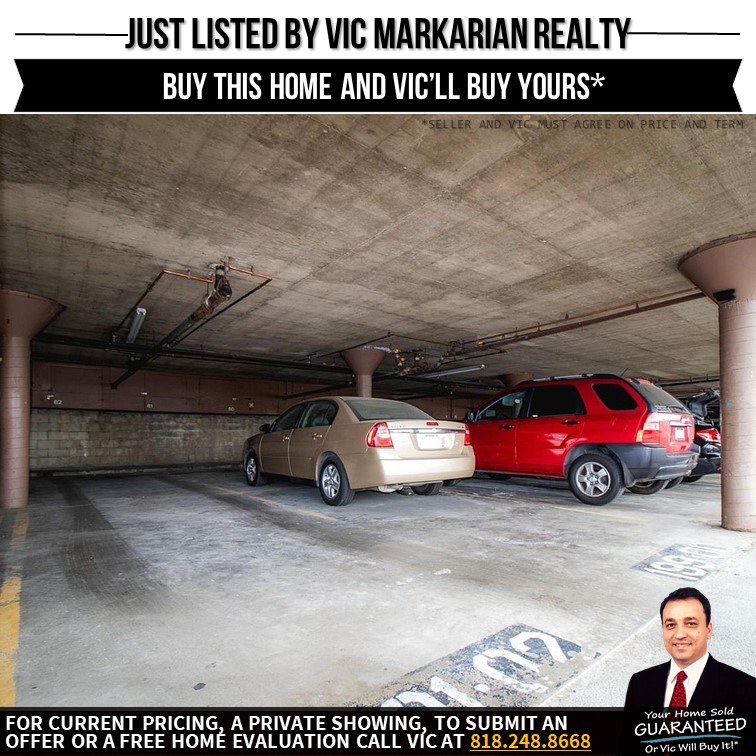 JUST LISTED BY VIC MARKARIAN REALTY
BUY THIS HOME AND VIC'LL BUY YOURS*
*SELLER AND VIC MUST AGREE ON PRICE AND TERM
Your Home Sold
GUARANTEED
Or Vic Will Buy It!
FOR CURRENT PRICING, A PRIVATE SHOWING, TO SUBMIT AN
OFFER OR A FREE HOME EVALUATION CALL VIC AT 818.248.8668